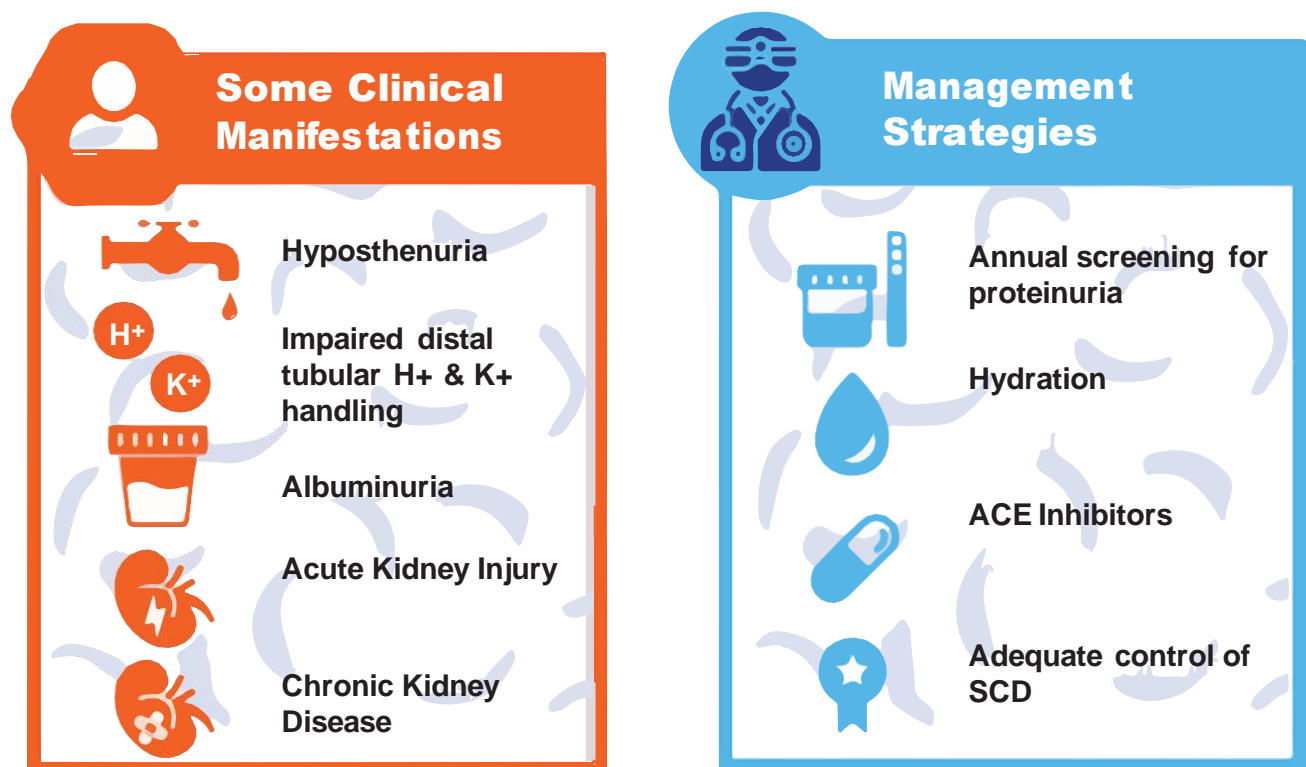 Some Clinical
Manifestations
Hyposthenuria
H+
K+
Impaired distal
tubular H+ & K+
handling
Albuminuria
Acute Kidney Injury
Chronic Kidney
Disease
Management
Strategies
Annual screening for
proteinuria
Hydration
ACE Inhibitors
Adequate control of
SCD